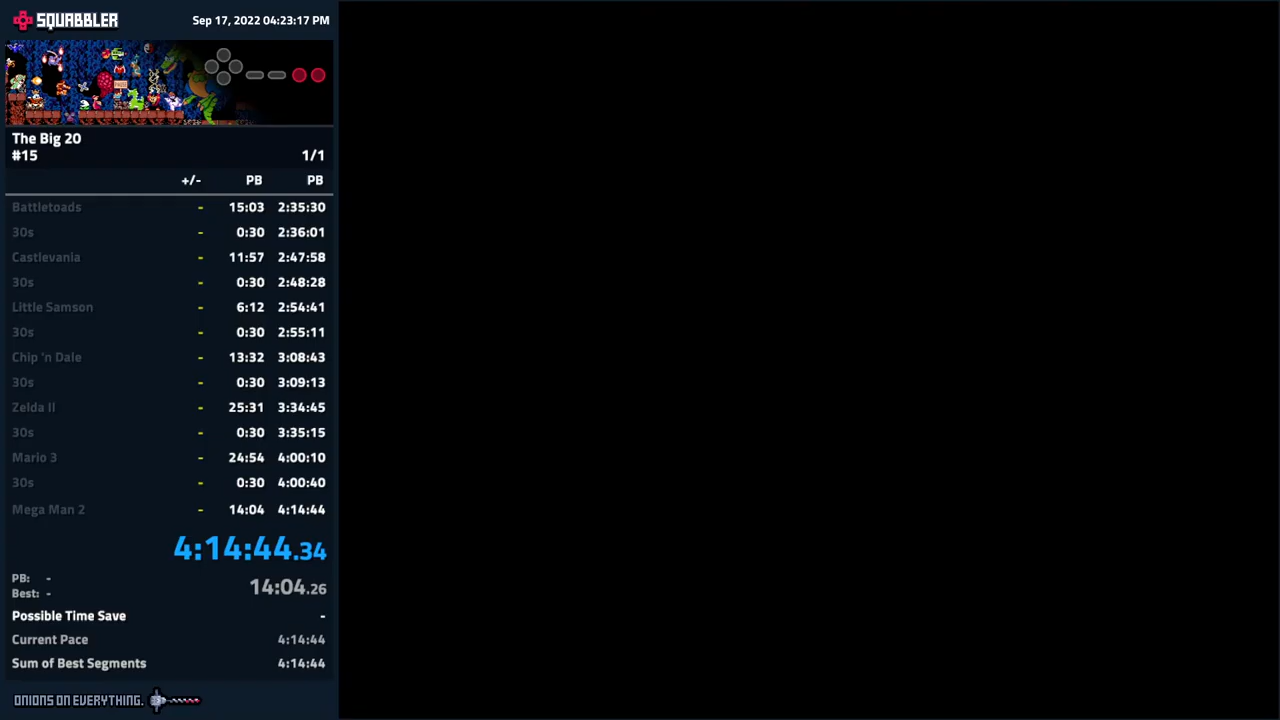 SQUABBLER
Sep 17, 2022 04:23:17 PM
The Big 20
#15 1/1
+/- PB PB
Battletoads - 15:03 2:35:30
30s - 0:30 2:36:01
Castlevania - 11:57 2:47:58
30s - 0:30 2:48:28
Little Samson - 6:12 2:54:41
30s - 0:30 2:55:11
Chip 'n Dale - 13:32 3:08:43
30s - 0:30 3:09:13
Zelda II - 25:31 3:34:45
30s - 0:30 3:35:15
Mario 3 - 24:54 4:00:10
30s - 0:30 4:00:40
Mega Man 2 - 14:04 4:14:44
4:14:44.34
PB: - 14:04.26
Best: -
Possible Time Save -
Current Pace 4:14:44
Sum of Best Segments 4:14:44
ONIONS ON EVERYTHING.